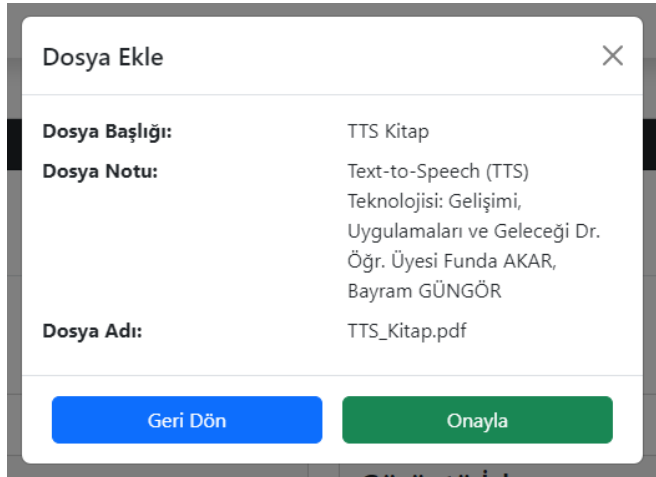 Dosya Ekle
Dosya Başlığı: TTS Kitap
Dosya Notu: Text-to-Speech (TTS)
Teknolojisi: Gelişimi,
Uygulamaları ve Geleceği Dr.
Öğr. Üyesi Funda AKAR,
Bayram GÜNGÖR
Dosya Adı: TTS_Kitap.pdf
Geri Dön Onayla